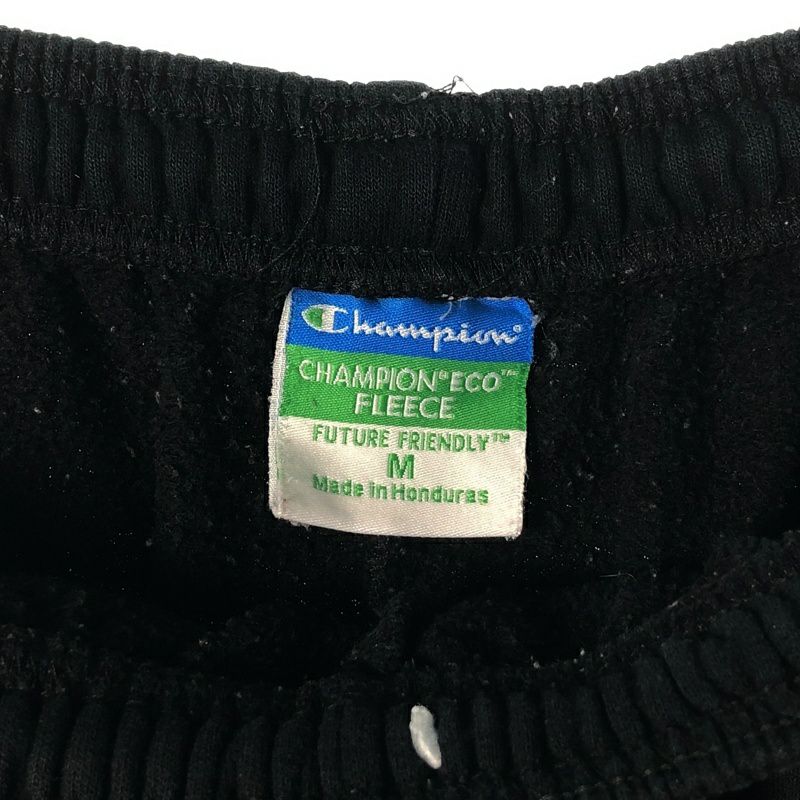 Champion®
CHAMPION® ECO™
FLEECE
FUTURE FRIENDLY™
M
Made in Honduras